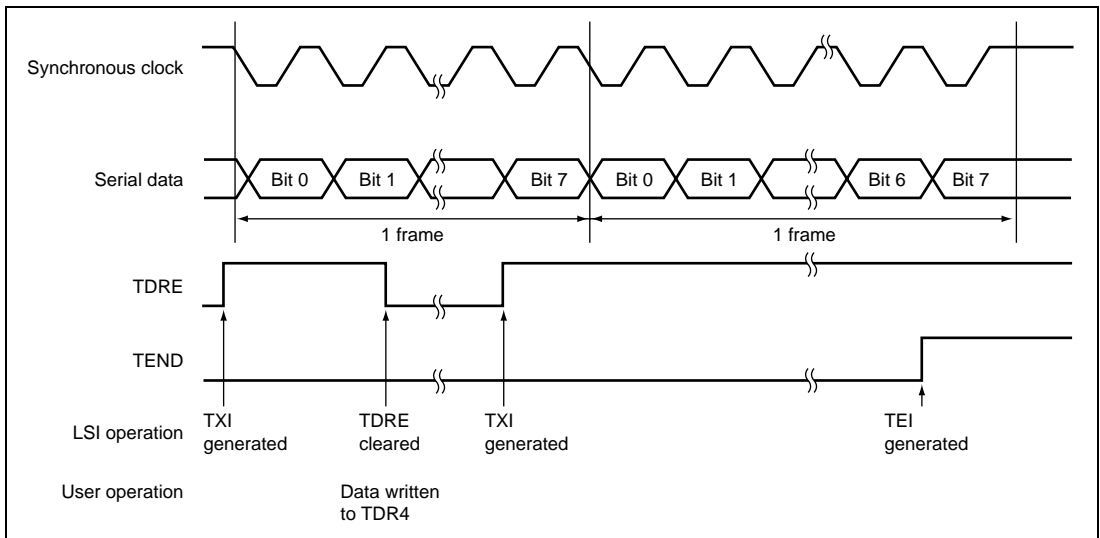 Synchronous clock
Serial data
Bit 0 Bit 1 Bit 7 Bit 0 Bit 1 Bit 6 Bit 7
1 frame 1 frame
TDRE
TEND
LSI operation
TXI generated
TDRE cleared
TXI generated
TEI generated
User operation
Data written
to TDR4